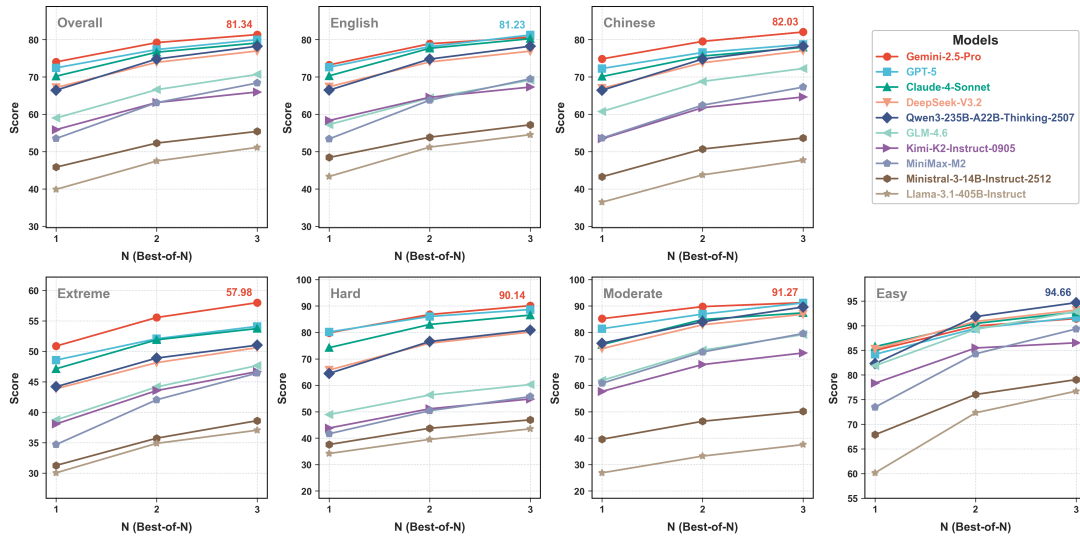 Overall
81.34
80
70
60
50
40
30
Score
1
2
3
N (Best-of-N)
English
81.23
80
70
60
50
40
30
Score
1
2
3
N (Best-of-N)
Chinese
82.03
80
70
60
50
40
30
Score
1
2
3
N (Best-of-N)
Models
Gemini-2.5-Pro
GPT-5
Claude-4-Sonnet
DeepSeek-V3.2
Qwen3-235B-A22B-Thinking-2507
GLM-4.6
Kimi-K2-Instruct-0905
MiniMax-M2
Ministral-3-14B-Instruct-2512
Llama-3.1-405B-Instruct
Extreme
57.98
60
55
50
45
40
35
30
Score
1
2
3
N (Best-of-N)
Hard
90.14
100
90
80
70
60
50
40
30
20
Score
1
2
3
N (Best-of-N)
Moderate
91.27
100
90
80
70
60
50
40
30
20
Score
1
2
3
N (Best-of-N)
Easy
94.66
95
90
85
80
75
70
65
60
55
Score
1
2
3
N (Best-of-N)